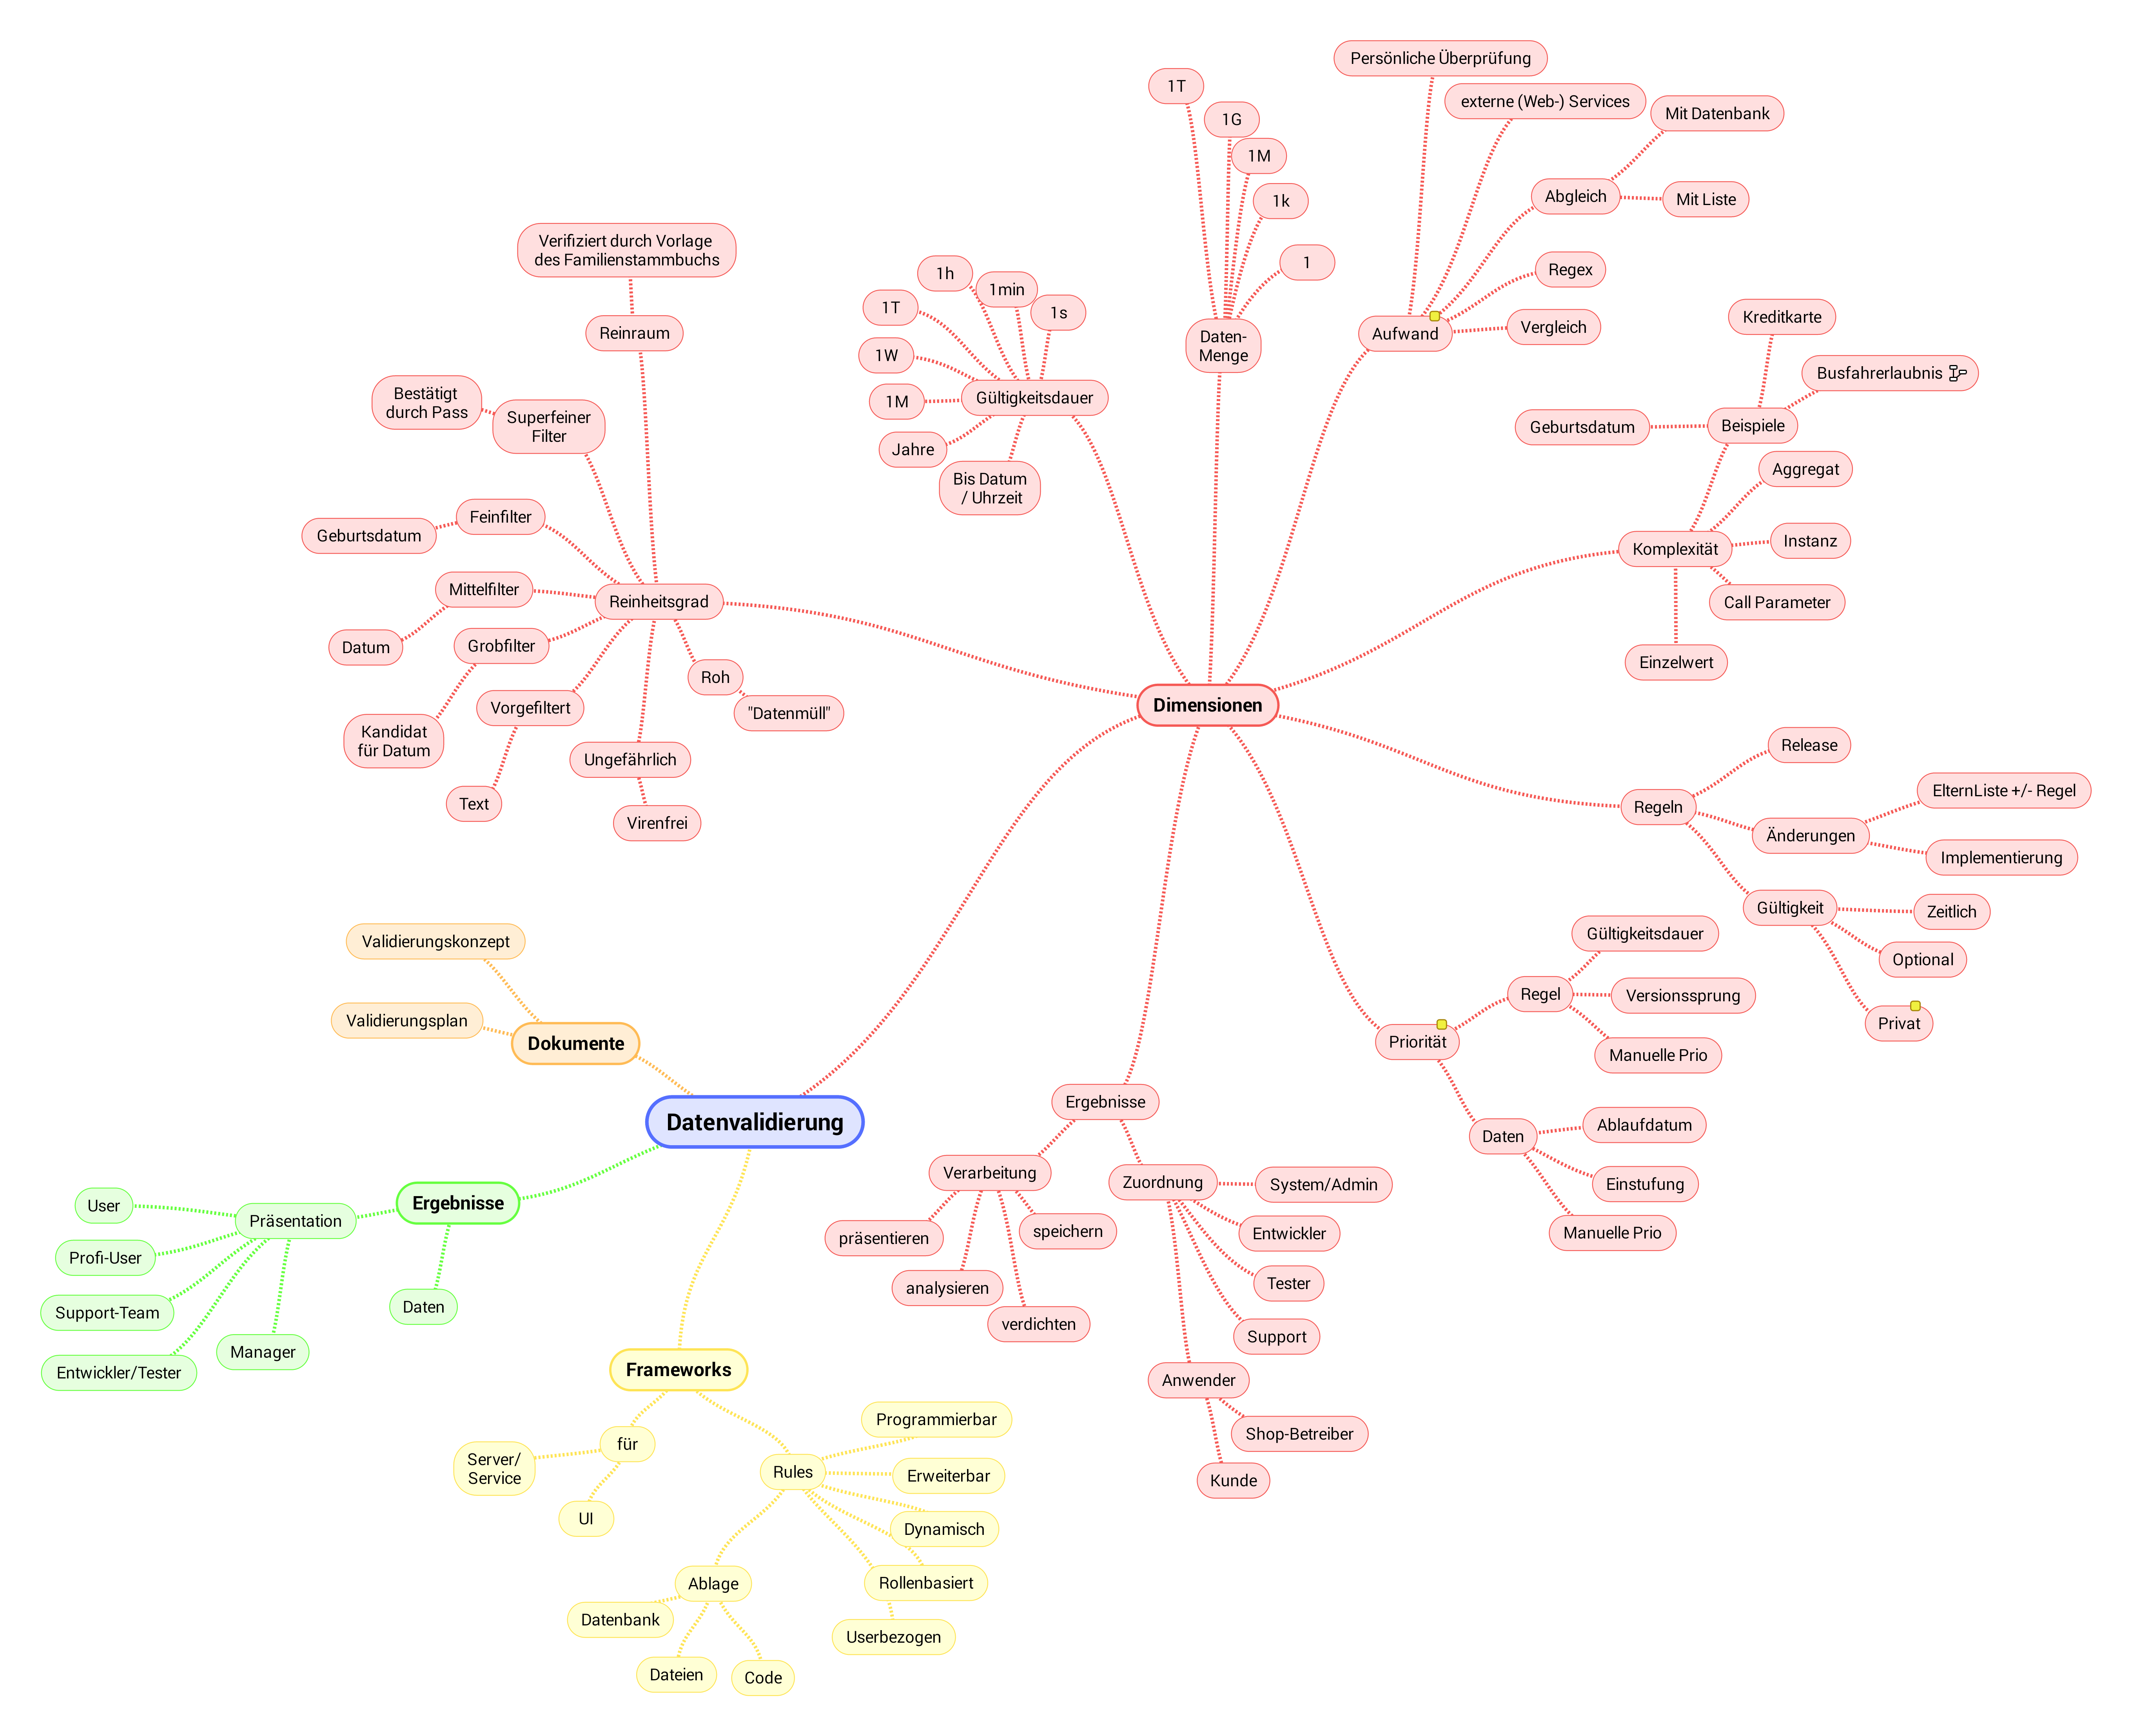 Datenvalidierung
Dimensionen
Aufwand
Persönliche Überprüfung
externe (Web-) Services
Abgleich
Mit Datenbank
Mit Liste
Regex
Vergleich
Komplexität
Beispiele
Kreditkarte
Busfahrerlaubnis
Geburtsdatum
Aggregat
Instanz
Call Parameter
Einzelwert
Regeln
Release
Änderungen
ElternListe +/- Regel
Implementierung
Gültigkeit
Zeitlich
Optional
Privat
Priorität
Regel
Gültigkeitsdauer
Versionssprung
Manuelle Prio
Daten
Ablaufdatum
Einstufung
Manuelle Prio
Ergebnisse
Zuordnung
System/Admin
Entwickler
Tester
Support
Anwender
Shop-Betreiber
Kunde
Verarbeitung
speichern
verdichten
analysieren
präsentieren
Reinheitsgrad
Roh
"Datenmüll"
Ungefährlich
Virenfrei
Vorgefiltert
Text
Grobfilter
Kandidat
für Datum
Mittelfilter
Datum
Feinfilter
Geburtsdatum
Superfeiner
Filter
Bestätigt
durch Pass
Reinraum
Verifiziert durch Vorlage
des Familienstammbuchs
Gültigkeitsdauer
1s
1min
1h
1T
1W
1M
Jahre
Bis Datum
/ Uhrzeit
Daten-
Menge
1T
1G
1M
1k
1
Dokumente
Validierungskonzept
Validierungsplan
Ergebnisse
Präsentation
User
Profi-User
Support-Team
Entwickler/Tester
Manager
Daten
Frameworks
für
Server/
Service
UI
Rules
Programmierbar
Erweiterbar
Dynamisch
Rollenbasiert
Userbezogen
Ablage
Datenbank
Dateien
Code